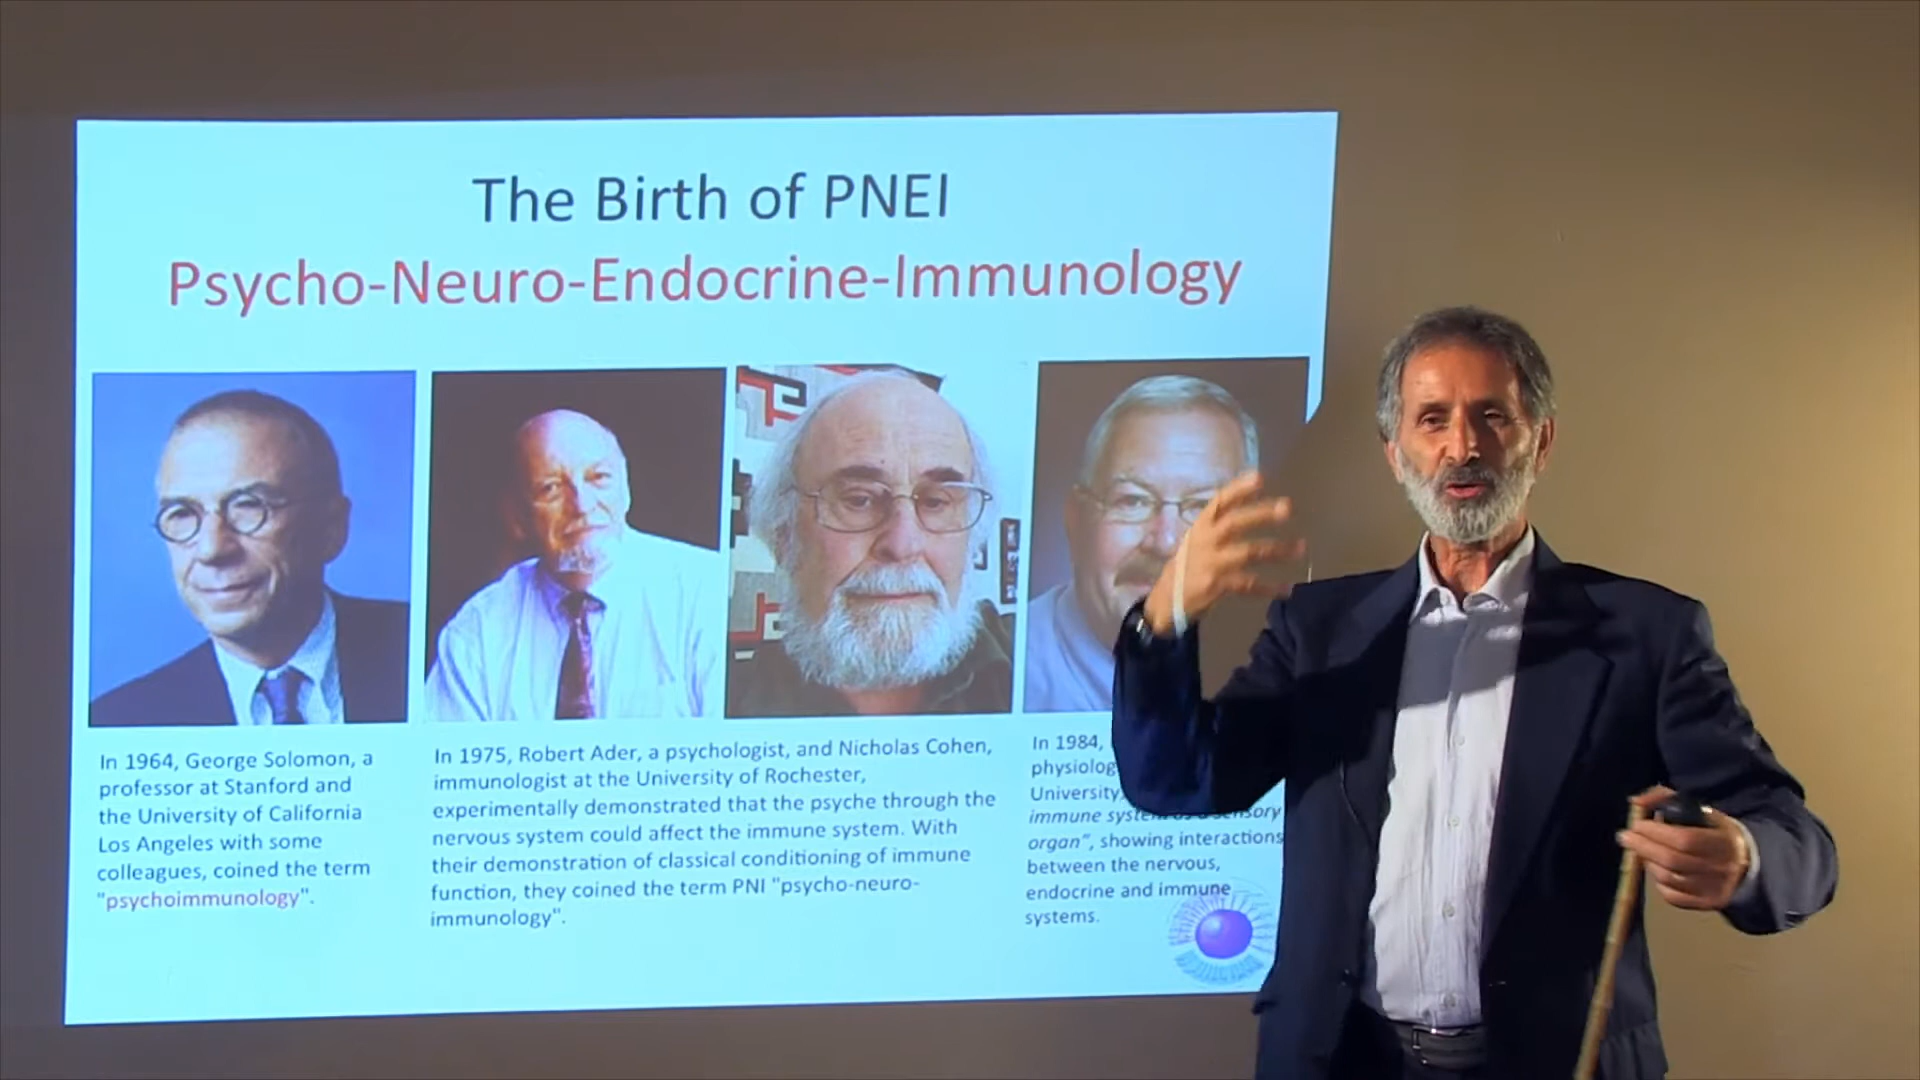 The Birth of PNEI
Psycho-Neuro-Endocrine-Immunology
In 1964, George Solomon, a
professor at Stanford and
the University of California
Los Angeles with some
colleagues, coined the term
"psychoimmunology".
In 1975, Robert Ader, a psychologist, and Nicholas Cohen,
immunologist at the University of Rochester,
experimentally demonstrated that the psyche through the
nervous system could affect the immune system. With
their demonstration of classical conditioning of immune
function, they coined the term PNI "psycho-neuro-
immunology".
In 1984,
University
immune system as a sensory
organ", showing interactions
between the nervous,
endocrine and immune
systems.